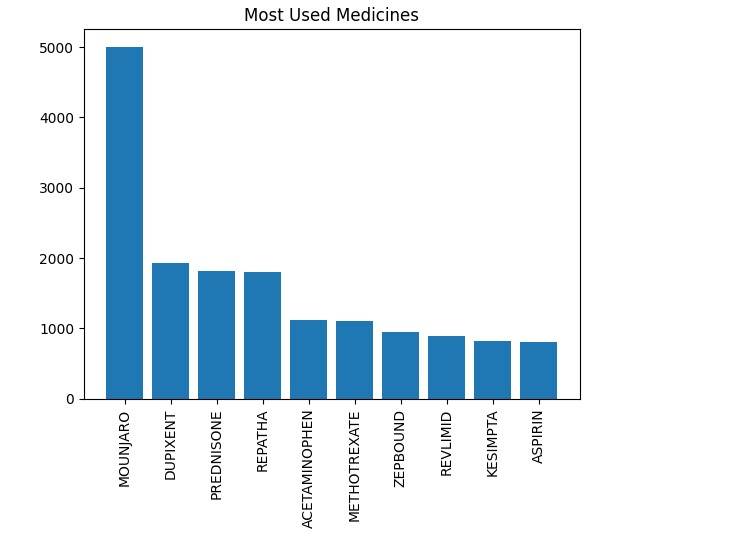 Most Used Medicines
5000
4000
3000
2000
1000
0
MOUNJARO
DUPIXENT
PREDNISONE
REPATHA
ACETAMINOPHEN
METHOTREXATE
ZEPBOUND
REVLIMID
KESIMPTA
ASPIRIN